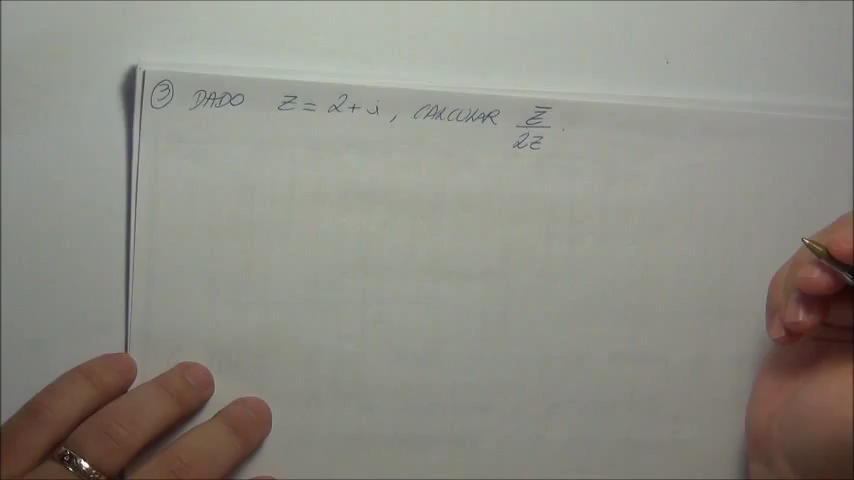 ③ DADO z = 2 + i, CALCULAR z̅/2z.